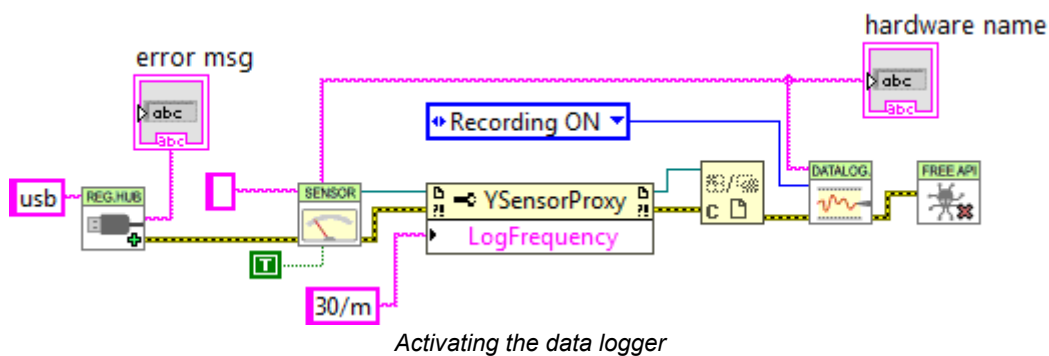 hardware name
error msg
abc
abc
abc
abc
Recording ON
usb
REG.HUB
SENSOR
YSensorProxy
DATALOG.
FREE API
LogFrequency
T
30/m
Activating the data logger